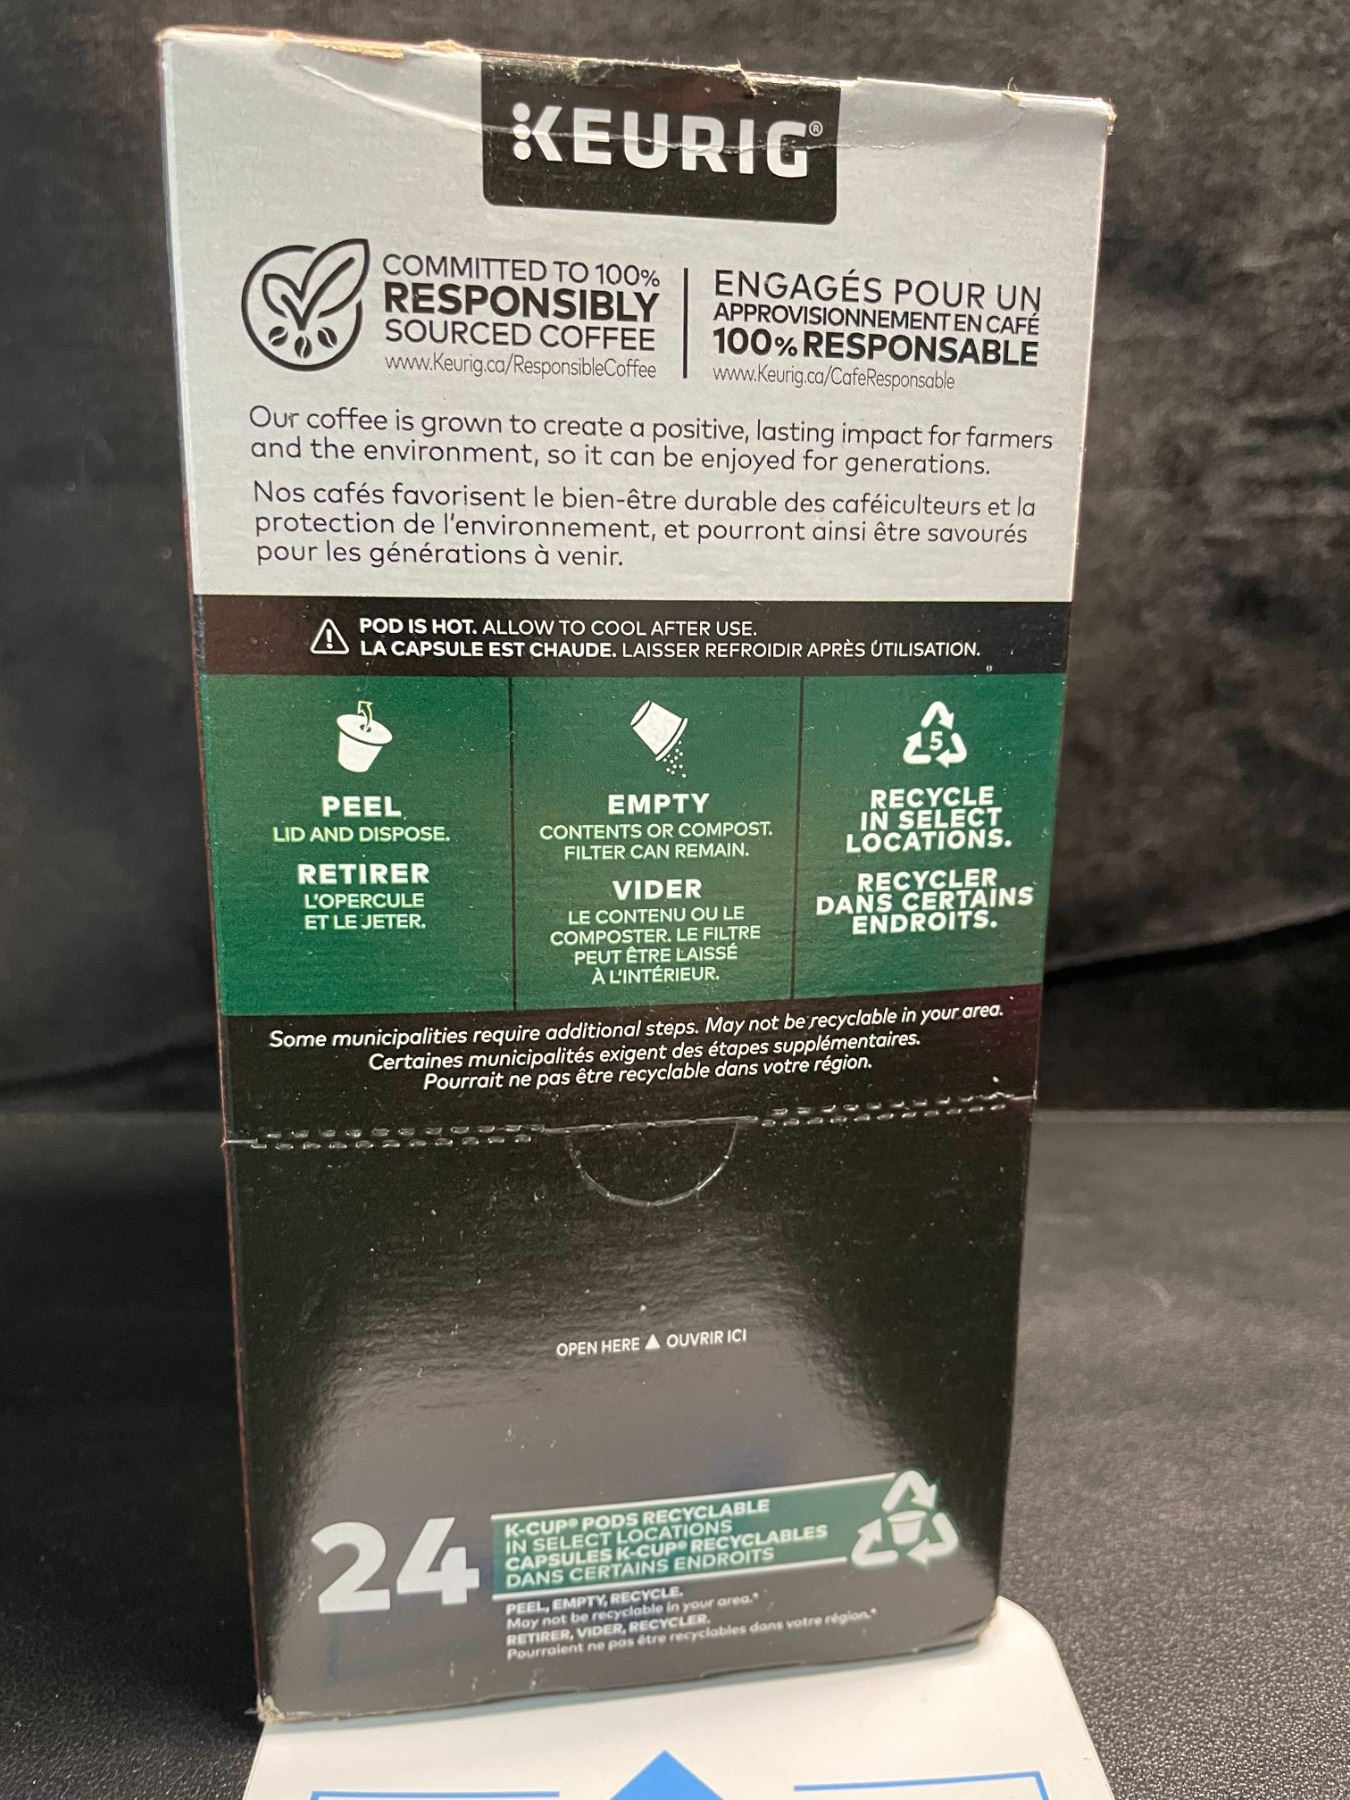 KEURIG®
COMMITTED TO 100%
RESPONSIBLY
SOURCED COFFEE
www.Keurig.ca/ResponsibleCoffee
ENGAGÉS POUR UN
APPROVISIONNEMENT EN CAFÉ
100% RESPONSABLE
www.Keurig.ca/CafeResponsable
Our coffee is grown to create a positive, lasting impact for farmers
and the environment, so it can be enjoyed for generations.
Nos cafés favorisent le bien-être durable des caféiculteurs et la
protection de l'environnement, et pourront ainsi être savourés
pour les générations à venir.
POD IS HOT. ALLOW TO COOL AFTER USE.
LA CAPSULE EST CHAUDE. LAISSER REFROIDIR APRÈS UTILISATION.
PEEL
LID AND DISPOSE.
RETIRER
L'OPERCULE
ET LE JETER.
EMPTY
CONTENTS OR COMPOST.
FILTER CAN REMAIN.
VIDER
LE CONTENU OU LE
COMPOSTER. LE FILTRE
PEUT ÊTRE LAISSÉ
À L'INTÉRIEUR.
5
RECYCLE
IN SELECT
LOCATIONS.
RECYCLER
DANS CERTAINS
ENDROITS.
Some municipalities require additional steps. May not be recyclable in your area.
Certaines municipalités exigent des étapes supplémentaires.
Pourrait ne pas être recyclable dans votre région.
OPEN HERE ▲ OUVRIR ICI
24
K-CUP® PODS RECYCLABLE
IN SELECT LOCATIONS
CAPSULES K-CUP® RECYCLABLES
DANS CERTAINS ENDROITS
PEEL, EMPTY, RECYCLE.
May not be recyclable in your area.*
RETIRER, VIDER, RECYCLER.
Pourraient ne pas être recyclables dans votre région.*